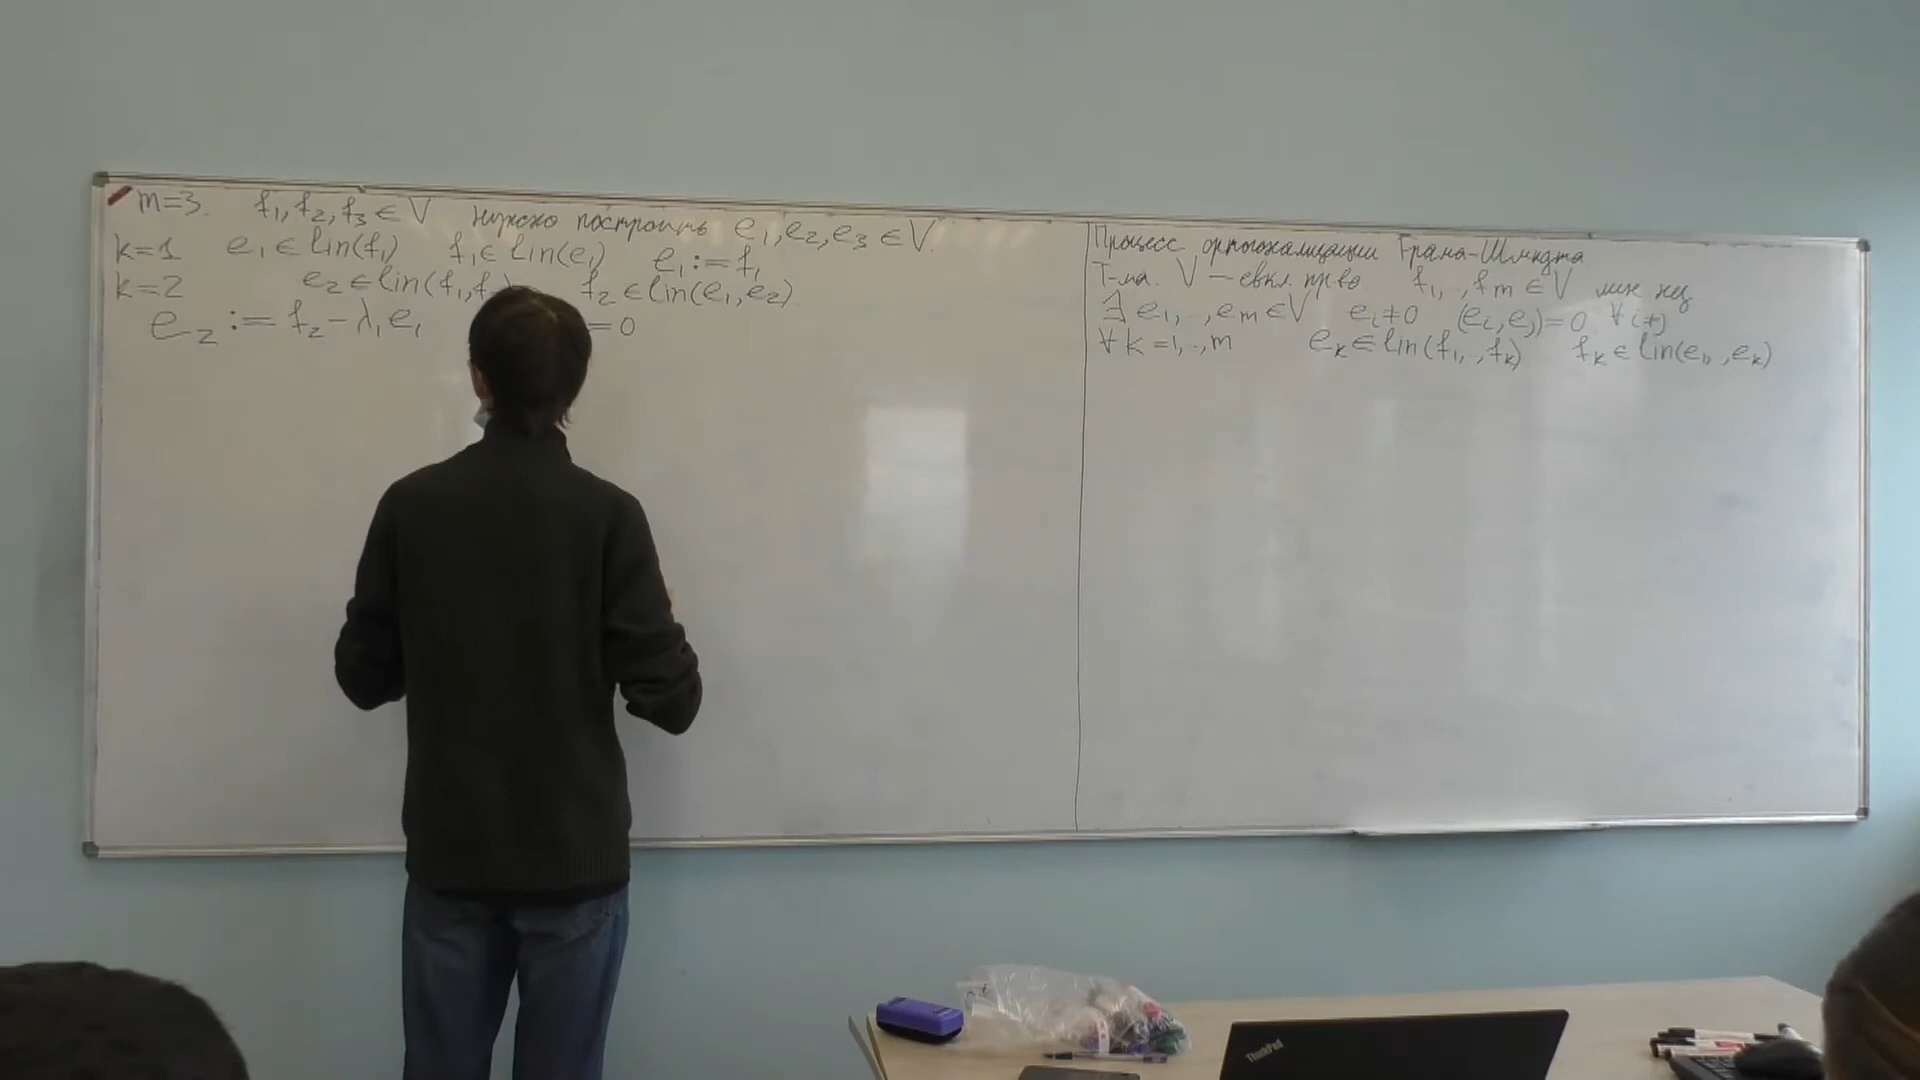 m=3. f₁, f₂, f₃ ∈ V нужно построить e₁, e₂, e₃ ∈ V.
k=1 e₁ ∈ lin(f₁) f₁ ∈ lin(e₁) e₁ := f₁
k=2 e₂ ∈ lin(f₁, f₂) f₂ ∈ lin(e₁, e₂)
e₂ := f₂ - λ₁e₁ =0
Процесс ортогонализации Грама-Шмидта
Т-ма. V — евкл. пр-во. f₁, .., fₘ ∈ V лин нез
∃ e₁, .., eₘ ∈ V eᵢ ≠ 0 (eᵢ, eⱼ) = 0 ∀ i ≠ j
∀ k = 1, .., m eₖ ∈ lin(f₁, .., fₖ) fₖ ∈ lin(e₁, .., eₖ)
ThinkPad